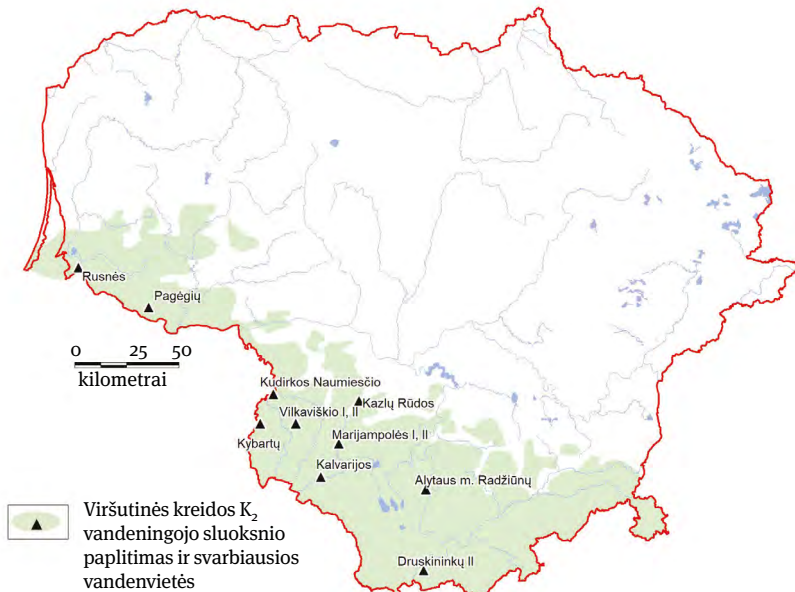 Rusnės
Pagėgių
0 25 50
kilometrai
Kudirkos Naumiesčio
Kazlų Rūdos
Vilkaviškio I, II
Kybartų
Marijampolės I, II
Kalvarijos
Alytaus m. Radžiūnų
Druskininkų II
Viršutinės kreidos K₂
vandeningojo sluoksnio
paplitimas ir svarbiausios
vandenvietės